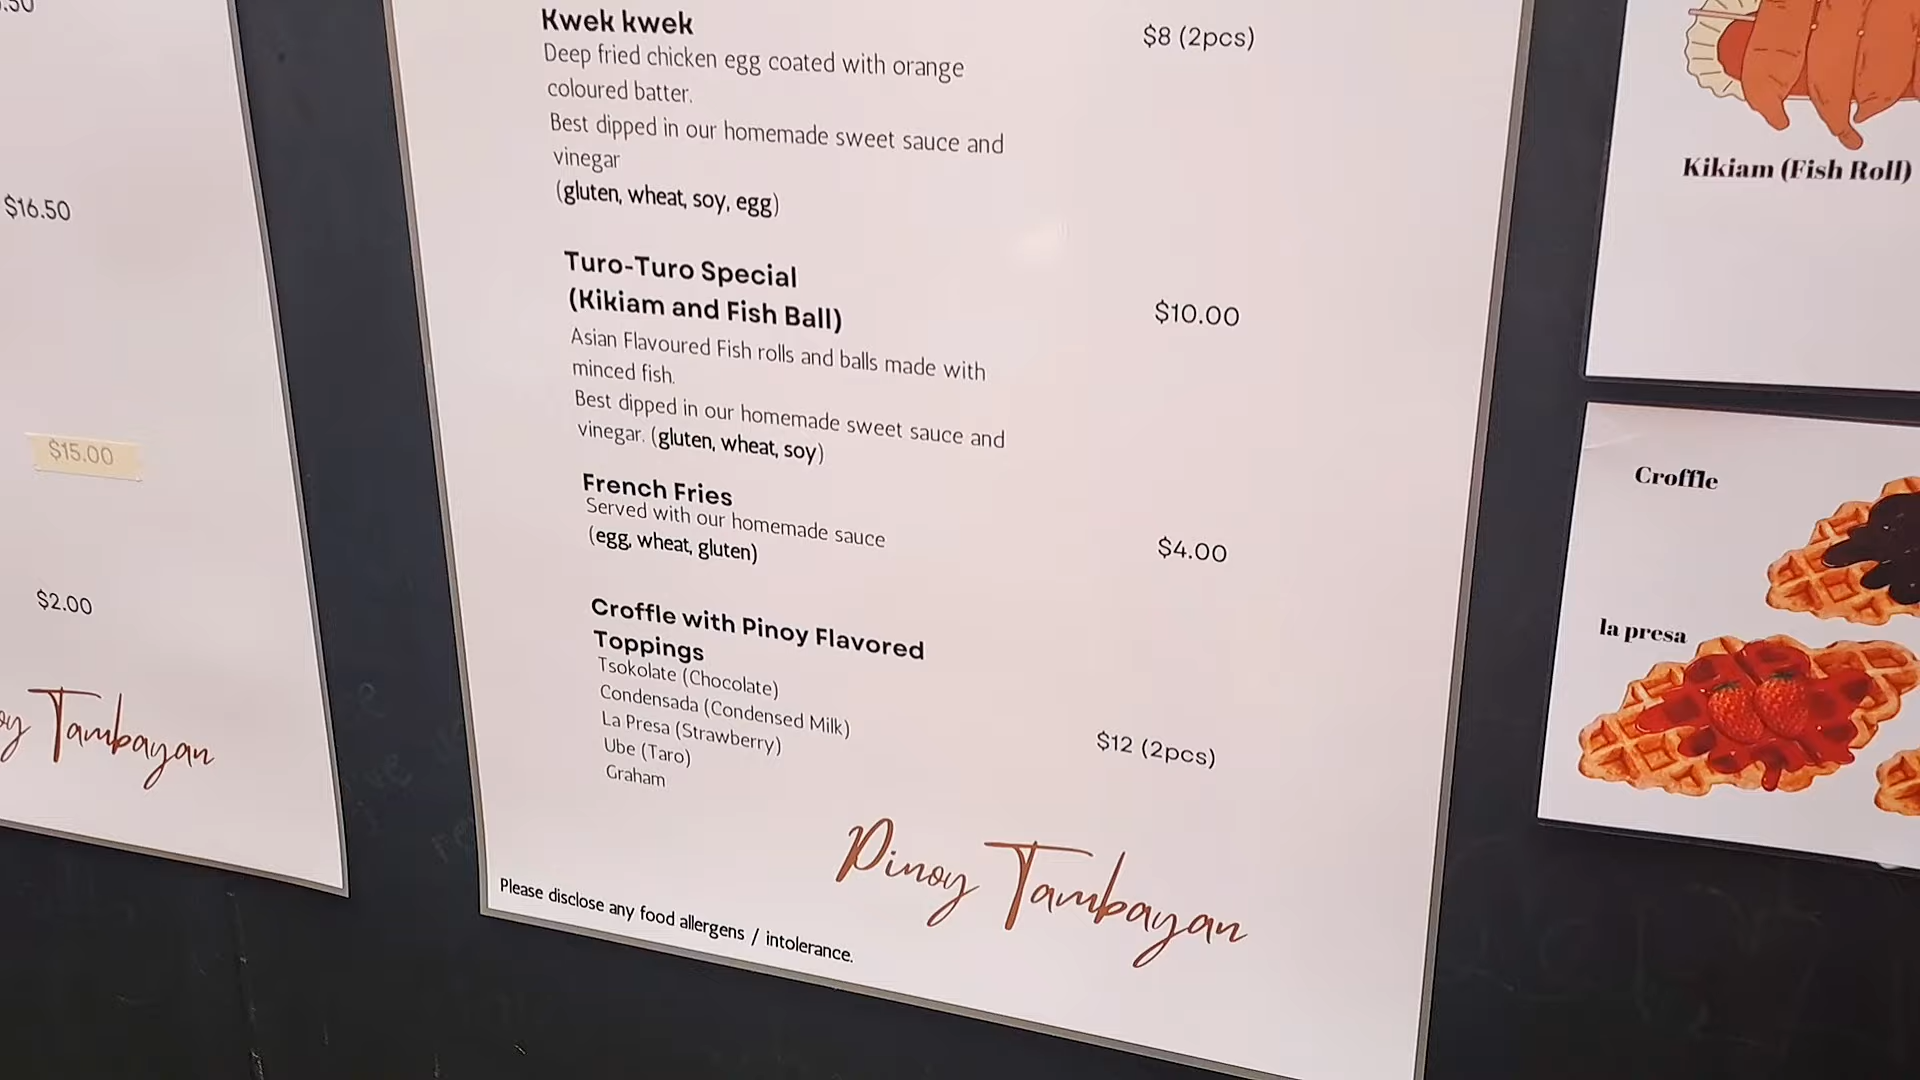 $16.50
$15.00
$2.00
Tambayan
Kwek kwek
$8 (2pcs)
Deep fried chicken egg coated with orange
coloured batter.
Best dipped in our homemade sweet sauce and
vinegar
(gluten, wheat, soy, egg)
Turo-Turo Special
(Kikiam and Fish Ball)
$10.00
Asian Flavoured Fish rolls and balls made with
minced fish.
Best dipped in our homemade sweet sauce and
vinegar. (gluten, wheat, soy)
French Fries
Served with our homemade sauce
(egg, wheat, gluten)
$4.00
Croffle with Pinoy Flavored
Toppings
Tsokolate (Chocolate)
Condensada (Condensed Milk)
La Presa (Strawberry)
Ube (Taro)
Graham
$12 (2pcs)
Pinoy Tambayan
Please disclose any food allergens / intolerance.
Kikiam (Fish Roll)
Croffle
la presa